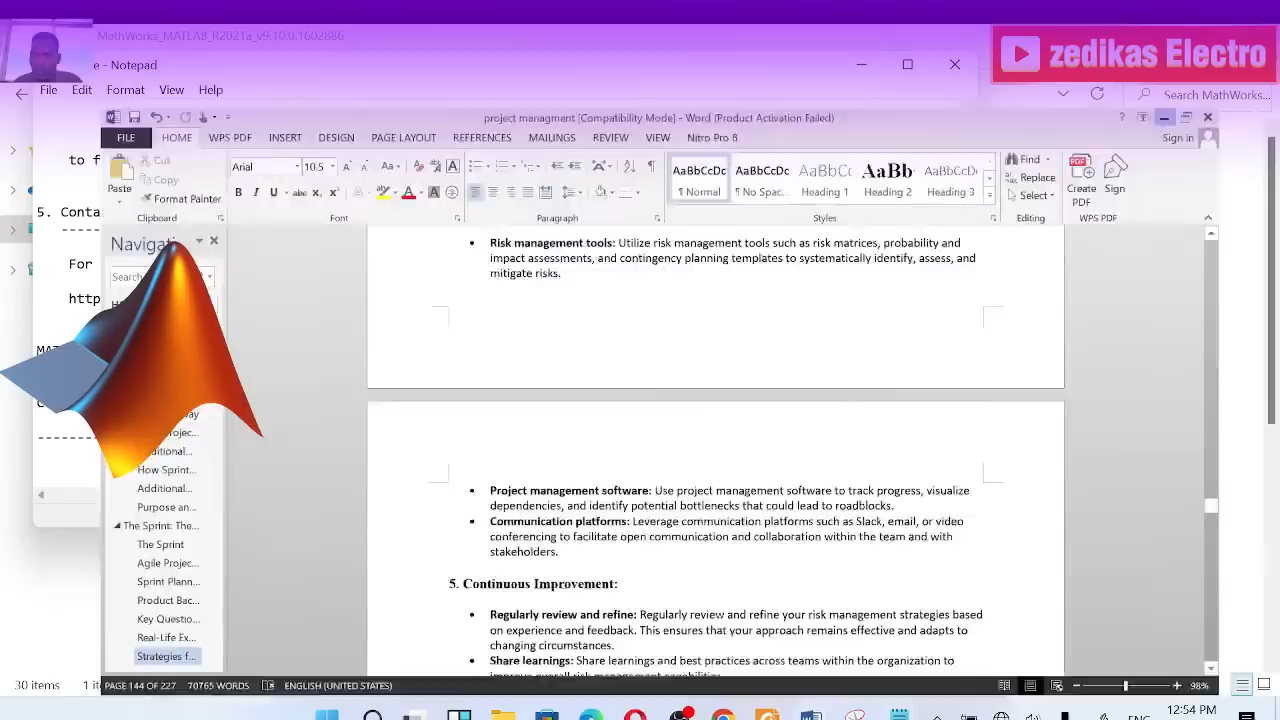 MathWorks_MATLAB_R2021a_v9.10.0.1602886
zedikas Electro
e - Notepad
File Edit Format View Help
Search MathWorks...
project managment [Compatibility Mode] - Word (Product Activation Failed)
FILE HOME WPS PDF INSERT DESIGN PAGE LAYOUT REFERENCES MAILINGS REVIEW VIEW Nitro Pro 8
Sign in
Paste
Cut
Copy
Format Painter
Clipboard
Arial 10.5
Font
Paragraph
AaBbCcDc AaBbCcDc AaBbCc AaBb AaBbCcD
¶ Normal ¶ No Spac... Heading 1 Heading 2 Heading 3
Styles
Find
Replace
Select
Editing
Create PDF
Sign
WPS PDF
to f
5. Conta
For
http
Navigat
Search
ojec...
itional...
How Sprint...
Additional...
Purpose an...
The Sprint: The...
The Sprint
Agile Projec...
Sprint Plann...
Product Bac...
Key Questio...
Real-Life Ex...
Strategies f...
• Risk management tools: Utilize risk management tools such as risk matrices, probability and
impact assessments, and contingency planning templates to systematically identify, assess, and
mitigate risks.
• Project management software: Use project management software to track progress, visualize
dependencies, and identify potential bottlenecks that could lead to roadblocks.
• Communication platforms: Leverage communication platforms such as Slack, email, or video
conferencing to facilitate open communication and collaboration within the team and with
stakeholders.
5. Continuous Improvement:
• Regularly review and refine: Regularly review and refine your risk management strategies based
on experience and feedback. This ensures that your approach remains effective and adapts to
changing circumstances.
• Share learnings: Share learnings and best practices across teams within the organization to
improve overall risk management capabilities.
30 items
PAGE 144 OF 227 70765 WORDS ENGLISH (UNITED STATES)
98%
12:54 PM